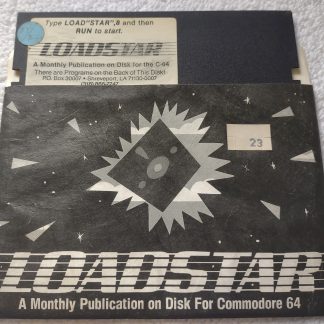 Type LOAD"STAR",8 and then
RUN to start.
LOADSTAR
A Monthly Publication on Disk for the C-64
There are Programs on the Back of This Disk!
P.O. Box 30007 • Shreveport, LA 71130-0007
23
LOADSTAR
A Monthly Publication on Disk For Commodore 64